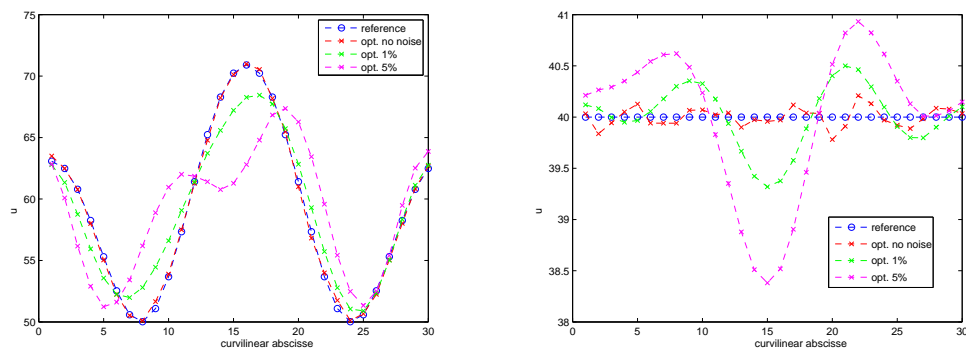 75
70
65
60
55
50
u
0 5 10 15 20 25 30
curvilinear abscisse
reference
opt. no noise
opt. 1%
opt. 5%
41
40.5
40
39.5
39
38.5
38
u
0 5 10 15 20 25 30
curvilinear abscisse
reference
opt. no noise
opt. 1%
opt. 5%